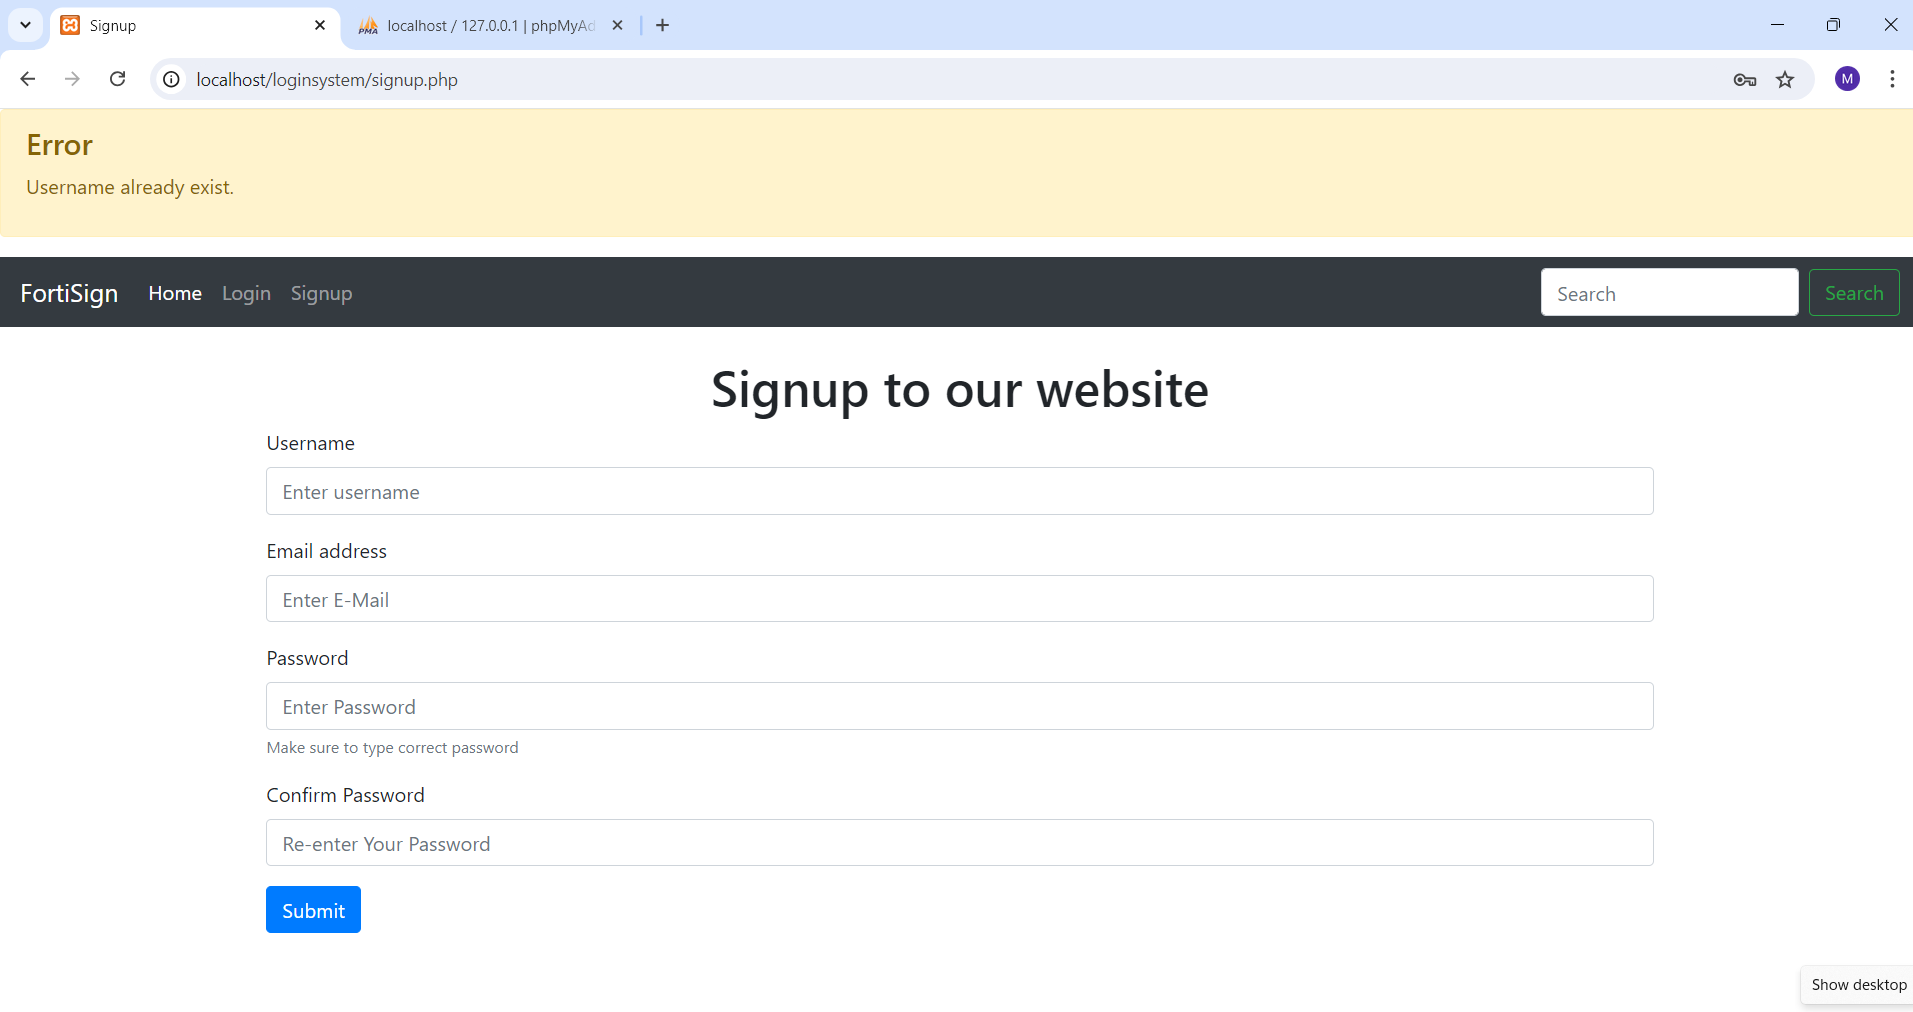 Signup
localhost / 127.0.0.1 | phpMyAd
localhost/loginsystem/signup.php
M
Error
Username already exist.
FortiSign Home Login Signup Search Search
Signup to our website
Username
Enter username
Email address
Enter E-Mail
Password
Enter Password
Make sure to type correct password
Confirm Password
Re-enter Your Password
Submit
Show desktop